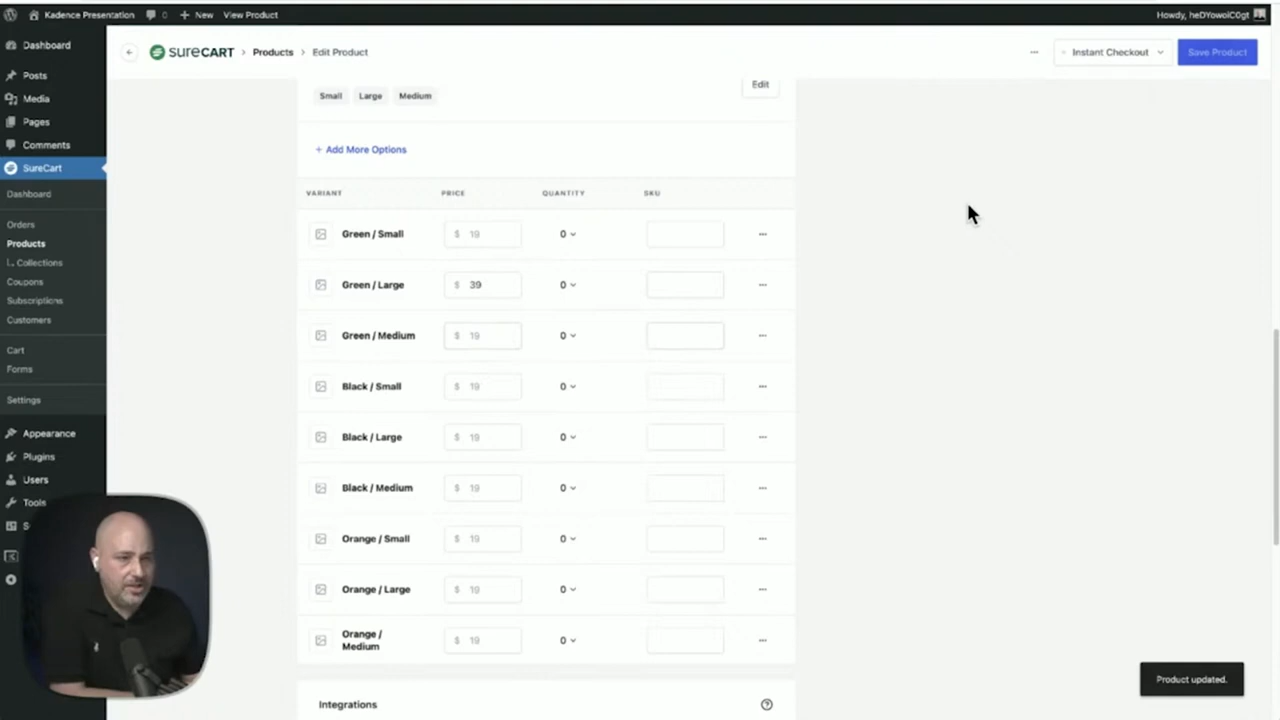 Kadence Presentation 0 + New View Product Howdy, heDYowoiC0gt
SURECART > Products > Edit Product Instant Checkout Save Product
Dashboard
Posts
Media
Pages
Comments
SureCart
Dashboard
Orders
Products
Collections
Coupons
Subscriptions
Customers
Cart
Forms
Settings
Appearance
Plugins
Users
Tools
Small Large Medium Edit
+ Add More Options
VARIANT PRICE QUANTITY SKU
Green / Small $ 19 0
Green / Large $ 39 0
Green / Medium $ 19 0
Black / Small $ 19 0
Black / Large $ 19 0
Black / Medium $ 19 0
Orange / Small $ 19 0
Orange / Large $ 19 0
Orange /
Medium $ 19 0
Integrations ?
Product updated.